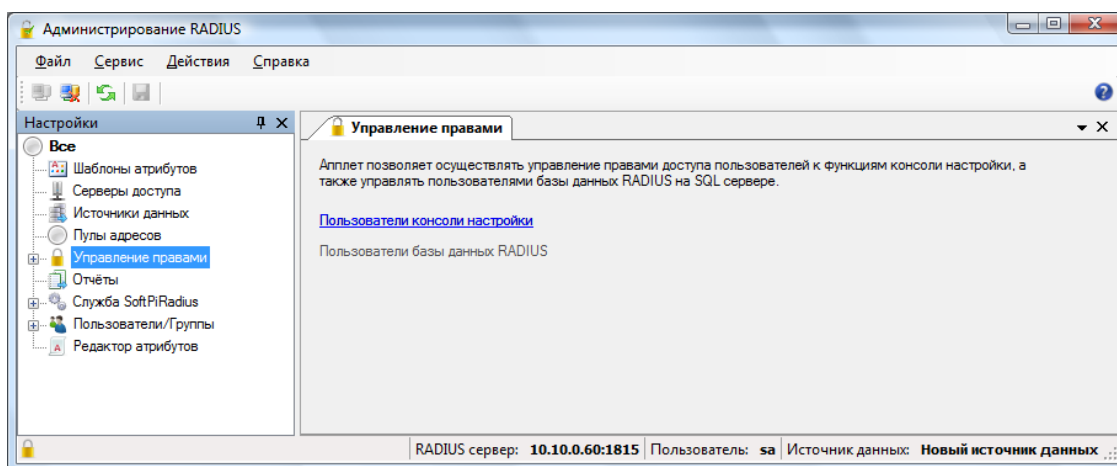 Администрирование RADIUS
Файл Сервис Действия Справка
Настройки
Все
Шаблоны атрибутов
Серверы доступа
Источники данных
Пулы адресов
Управление правами
Отчёты
Служба SoftPiRadius
Пользователи/Группы
Редактор атрибутов
Управление правами
Апплет позволяет осуществлять управление правами доступа пользователей к функциям консоли настройки, а
также управлять пользователями базы данных RADIUS на SQL сервере.
Пользователи консоли настройки
Пользователи базы данных RADIUS
RADIUS сервер: 10.10.0.60:1815 Пользователь: sa Источник данных: Новый источник данных